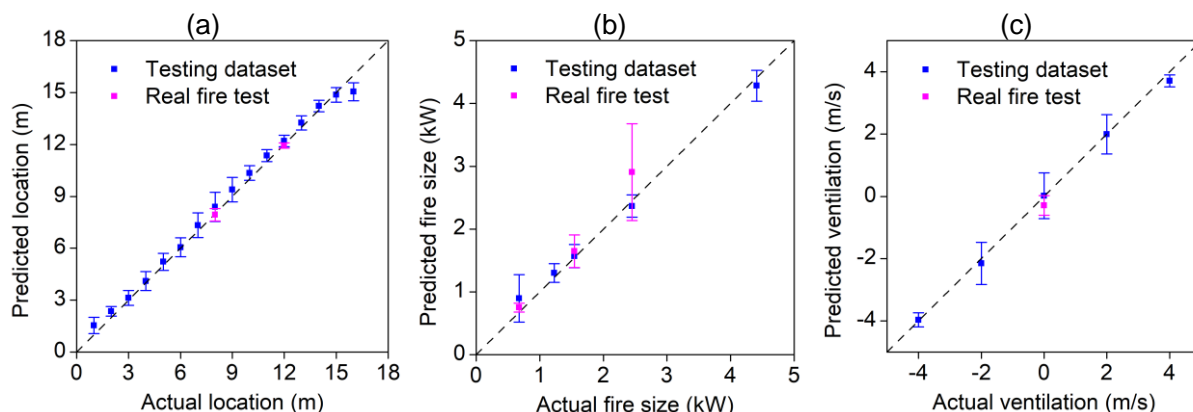 (a)
18
15
12
9
6
3
0
0 3 6 9 12 15 18
Predicted location (m)
Actual location (m)
Testing dataset
Real fire test
(b)
5
4
3
2
1
0
0 1 2 3 4 5
Predicted fire size (kW)
Actual fire size (kW)
Testing dataset
Real fire test
(c)
4
2
0
-2
-4
-4 -2 0 2 4
Predicted ventilation (m/s)
Actual ventilation (m/s)
Testing dataset
Real fire test